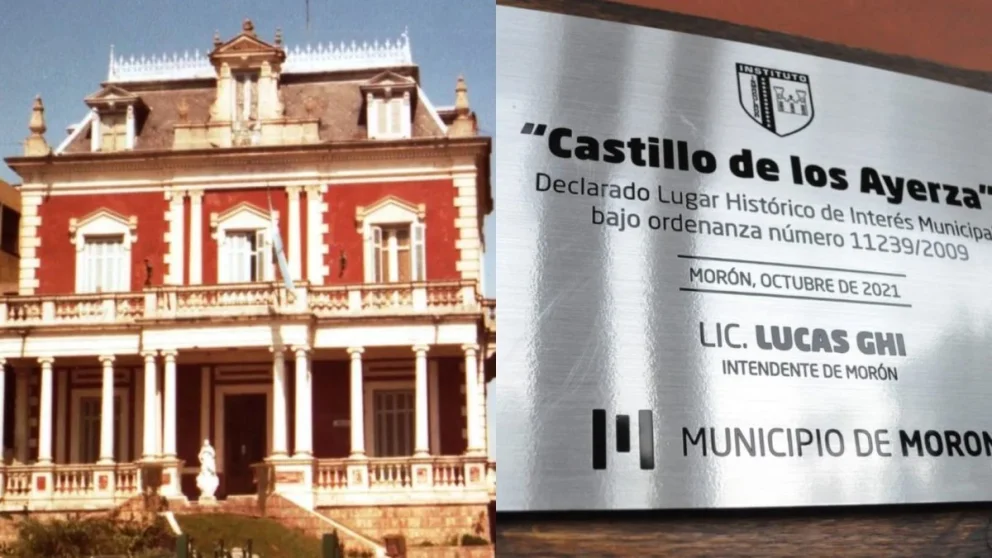 INSTITUTO
"Castillo de los Ayerza"
Declarado Lugar Histórico de Interés Municipa
bajo ordenanza número 11239/2009
MORÓN, OCTUBRE DE 2021
LIC. LUCAS GHI
INTENDENTE DE MORÓN
MUNICIPIO DE MORON